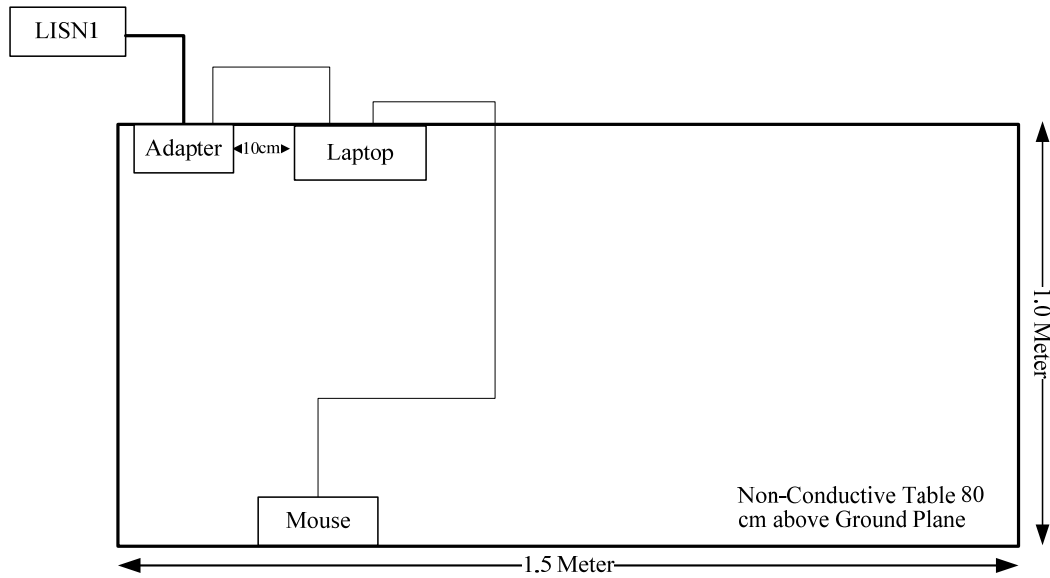 LISN1
Adapter
10cm
Laptop
1.0 Meter
Mouse
Non-Conductive Table 80
cm above Ground Plane
1.5 Meter